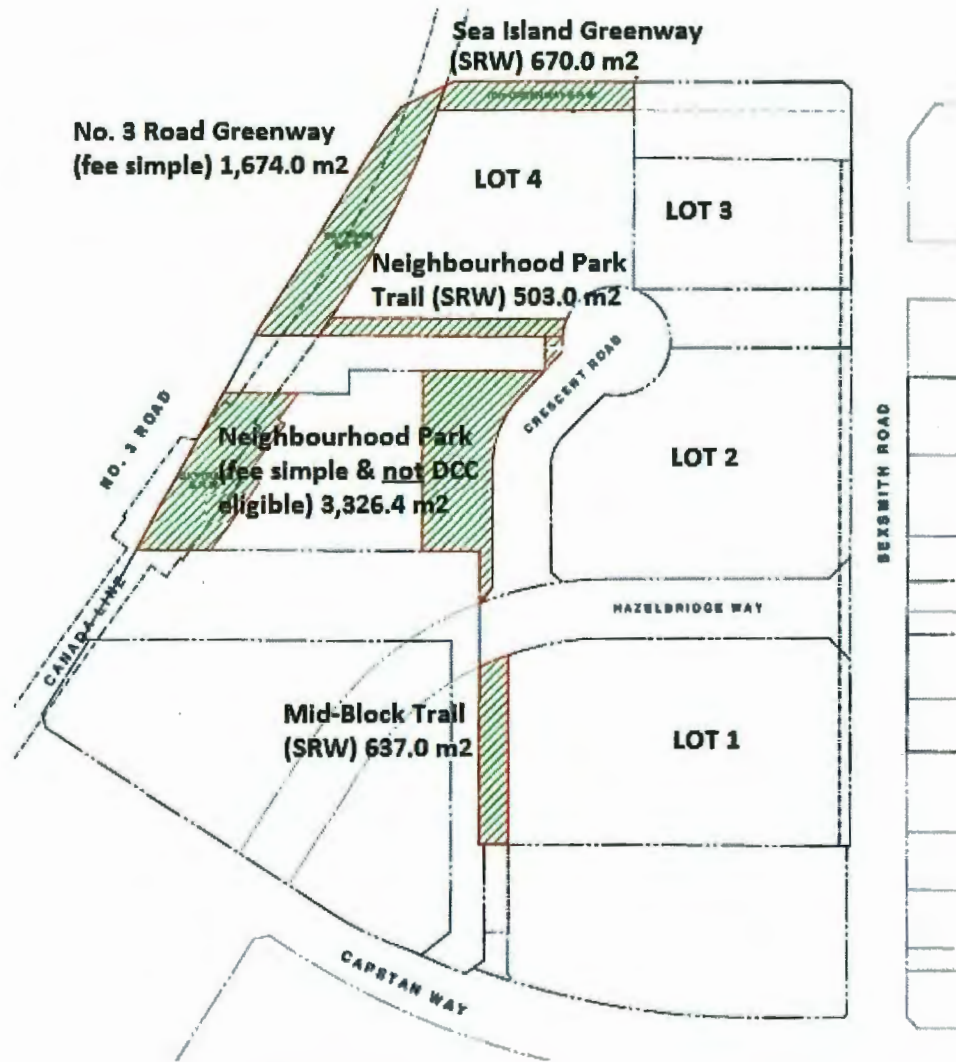 Sea Island Greenway
(SRW) 670.0 m2
No. 3 Road Greenway
(fee simple) 1,674.0 m2
LOT 4
LOT 3
Neighbourhood Park
Trail (SRW) 503.0 m2
CRESCENT ROAD
NO. 3 ROAD
Neighbourhood Park
(fee simple & not DCC
eligible) 3,326.4 m2
LOT 2
SEXSMITH ROAD
HAZELBRIDGE WAY
CANADA LINE
Mid-Block Trail
(SRW) 637.0 m2
LOT 1
CAPSTAN WAY